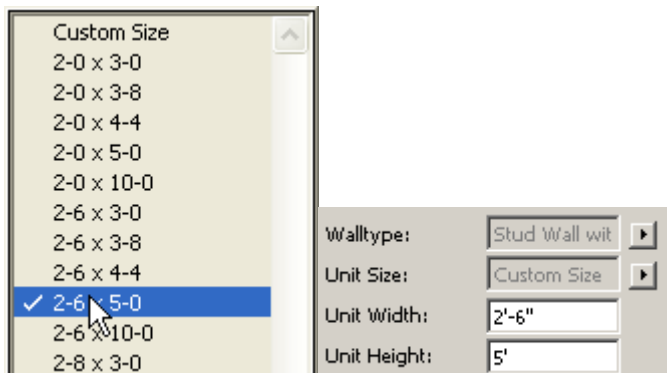 Custom Size
2-0 x 3-0
2-0 x 3-8
2-0 x 4-4
2-0 x 5-0
2-0 x 10-0
2-6 x 3-0
2-6 x 3-8
2-6 x 4-4
2-6 x 5-0
2-6 x 10-0
2-8 x 3-0
Walltype: Stud Wall wit
Unit Size: Custom Size
Unit Width: 2'-6"
Unit Height: 5'